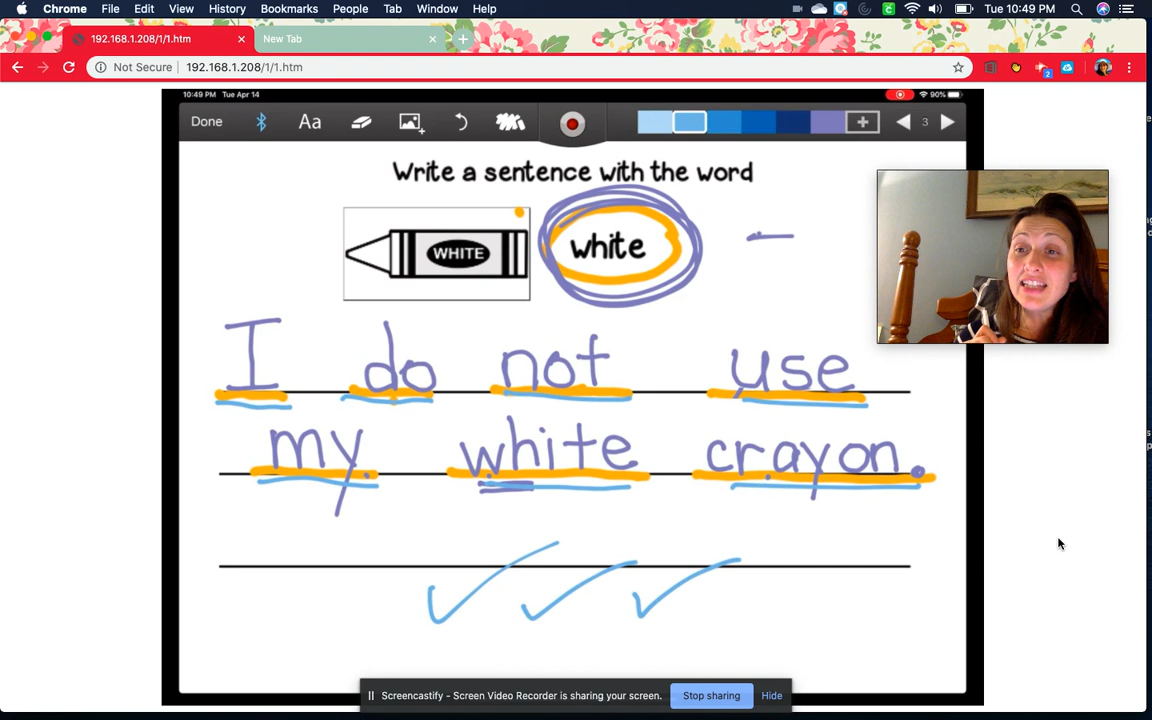 Chrome File Edit View History Bookmarks People Tab Window Help Tue 10:49 PM
192.168.1.208/1/1.htm New Tab
Not Secure 192.168.1.208/1/1.htm
2
10:49 PM Tue Apr 14 90%
Done Aa 3
Write a sentence with the word
WHITE white
I do not use
my white crayon.
Screencastify - Screen Video Recorder is sharing your screen. Stop sharing Hide